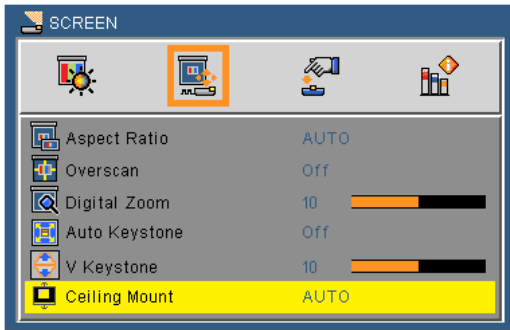 SCREEN
Aspect Ratio AUTO
Overscan Off
Digital Zoom 10
Auto Keystone Off
V Keystone 10
Ceiling Mount AUTO